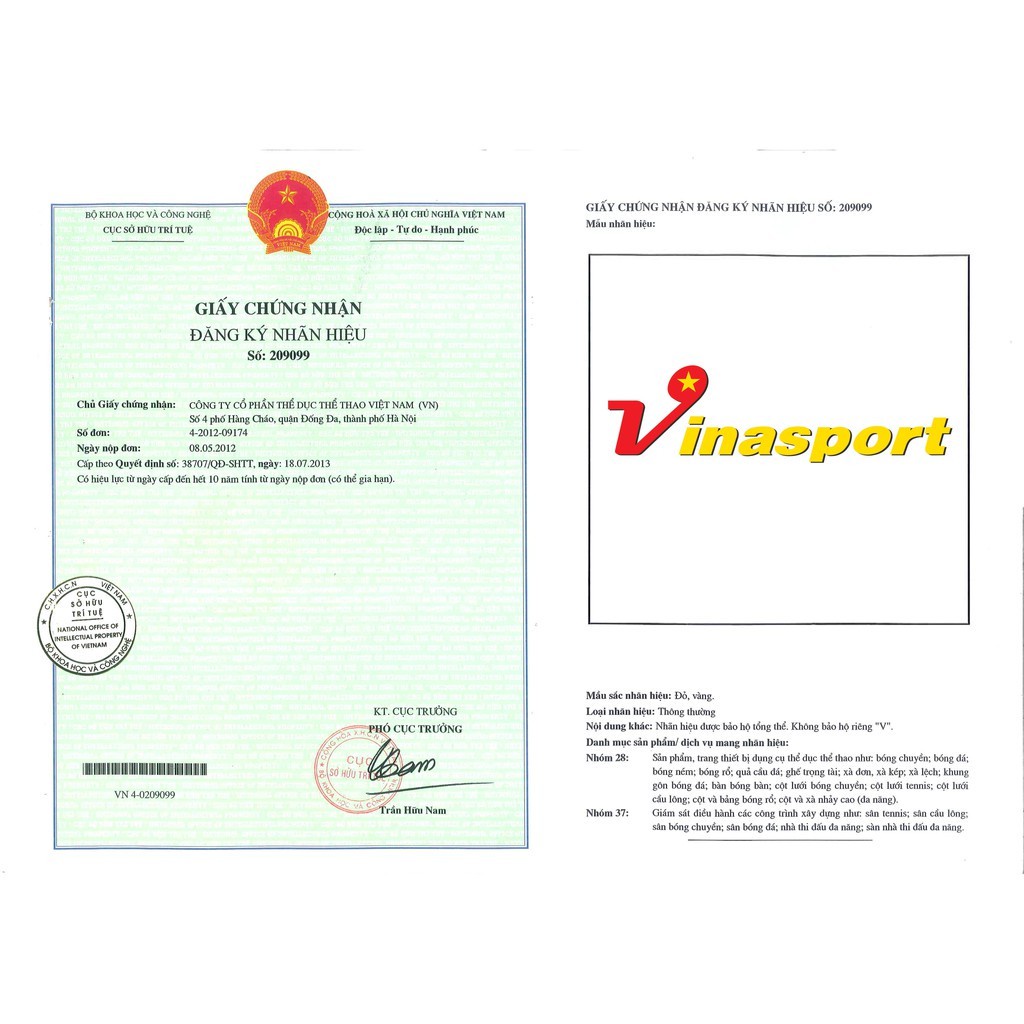 BỘ KHOA HỌC VÀ CÔNG NGHỆ
CỤC SỞ HỮU TRÍ TUỆ
CỘNG HOÀ XÃ HỘI CHỦ NGHĨA VIỆT NAM
Độc lập - Tự do - Hạnh phúc
VIỆT NAM
GIẤY CHỨNG NHẬN
ĐĂNG KÝ NHÃN HIỆU
Số: 209099
Chủ Giấy chứng nhận: CÔNG TY CỔ PHẦN THỂ DỤC THỂ THAO VIỆT NAM (VN)
Số 4 phố Hàng Cháo, quận Đống Đa, thành phố Hà Nội
Số đơn: 4-2012-09174
Ngày nộp đơn: 08.05.2012
Cấp theo Quyết định số: 38707/QĐ-SHTT, ngày: 18.07.2013
Có hiệu lực từ ngày cấp đến hết 10 năm tính từ ngày nộp đơn (có thể gia hạn).
C.H.X.H.C.N VIỆT NAM
CỤC
SỞ HỮU
TRÍ TUỆ
NATIONAL OFFICE OF
INTELLECTUAL PROPERTY
OF VIETNAM
BỘ KHOA HỌC VÀ CÔNG NGHỆ
KT. CỤC TRƯỞNG
PHÓ CỤC TRƯỞNG
CỤC
SỞ HỮU TRÍ
Trần Hữu Nam
VN 4-0209099
GIẤY CHỨNG NHẬN ĐĂNG KÝ NHÃN HIỆU SỐ: 209099
Mẫu nhãn hiệu:
Vinasport
Mầu sắc nhãn hiệu: Đỏ, vàng.
Loại nhãn hiệu: Thông thường
Nội dung khác: Nhãn hiệu được bảo hộ tổng thể. Không bảo hộ riêng "V".
Danh mục sản phẩm/ dịch vụ mang nhãn hiệu:
Nhóm 28: Sản phẩm, trang thiết bị dụng cụ thể dục thể thao như: bóng chuyền; bóng đá;
bóng ném; bóng rổ; quả cầu đá; ghế trọng tài; xà đơn, xà kép; xà lệch; khung
gôn bóng đá; bàn bóng bàn; cột lưới bóng chuyền; cột lưới tennis; cột lưới
cầu lông; cột và bảng bóng rổ; cột và xà nhảy cao (đa năng).
Nhóm 37: Giám sát điều hành các công trình xây dựng như: sân tennis; sân cầu lông;
sân bóng chuyền; sân bóng đá; nhà thi đấu đa năng; sàn nhà thi đấu đa năng.